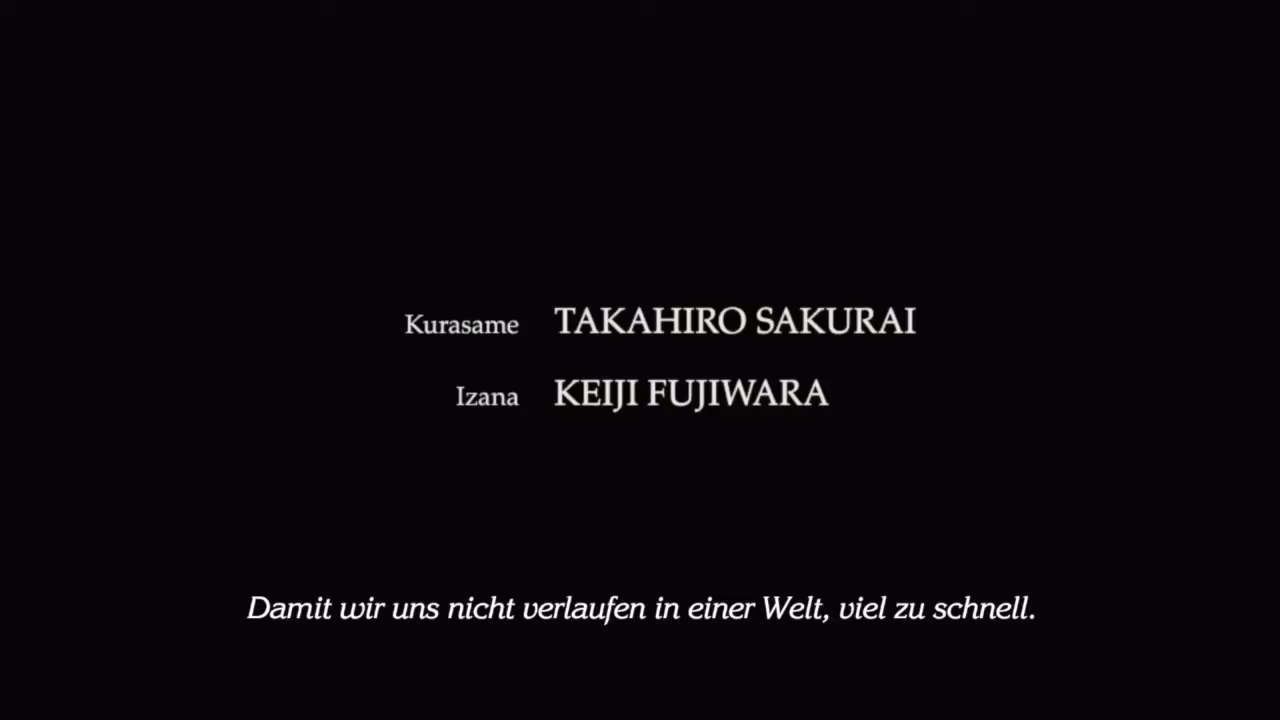 Kurasame TAKAHIRO SAKURAI
Izana KEIJI FUJIWARA
Damit wir uns nicht verlaufen in einer Welt, viel zu schnell.